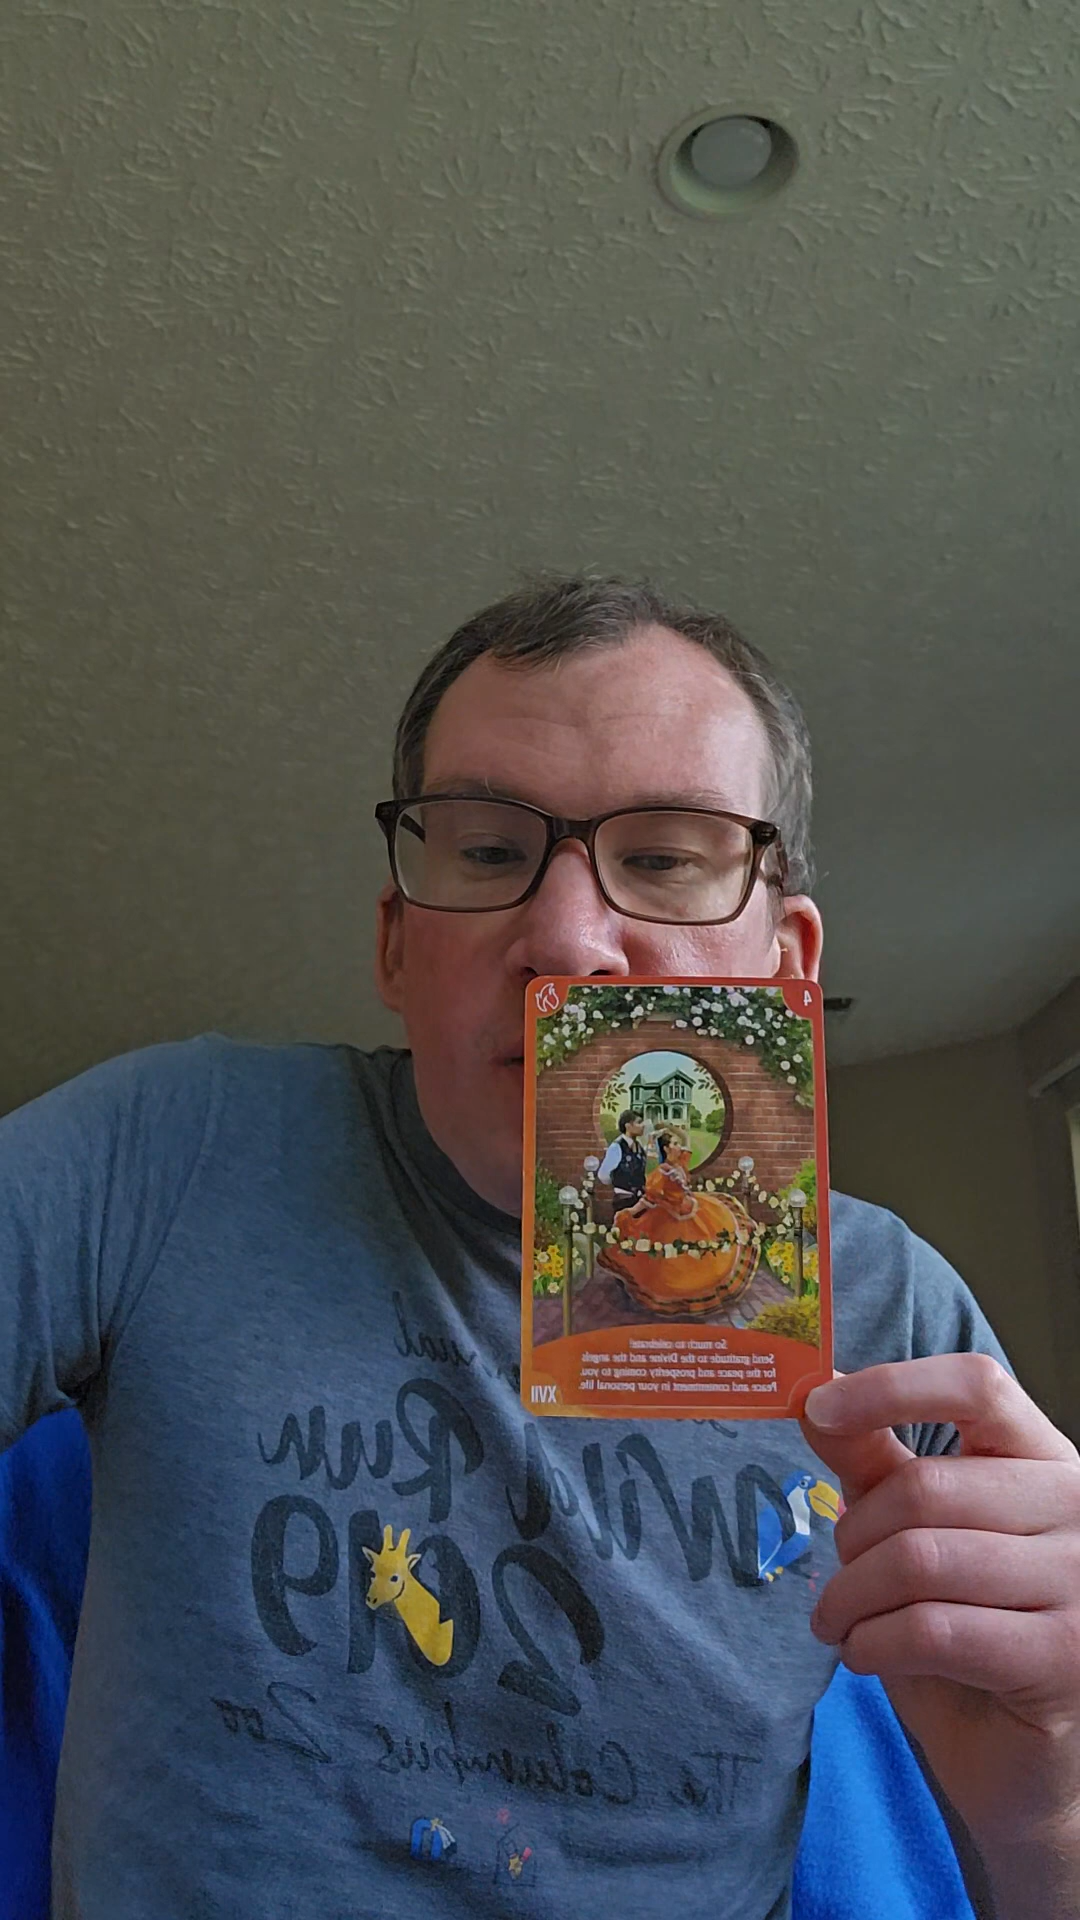 4
So much to celebrate!
Send gratitude to the Divine and the angels
for the peace and prosperity coming to you.
Peace and commitment in your personal life.
XVII
Wild Run
2019
The Columbus Zoo